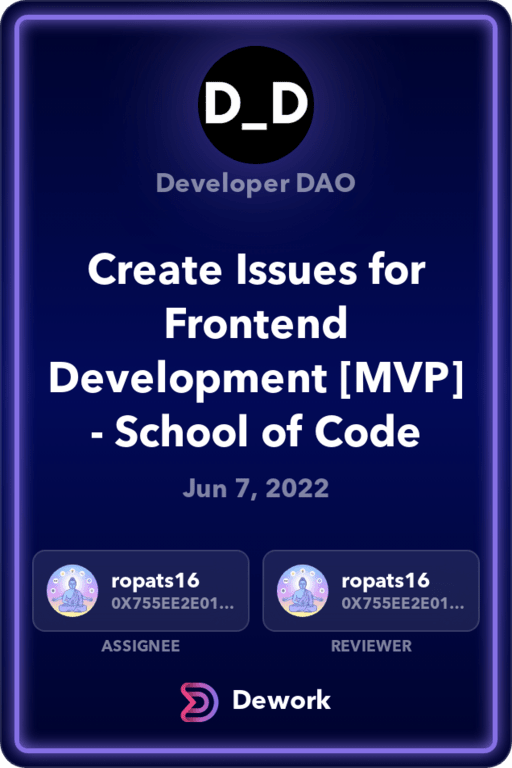 D_D
Developer DAO
Create Issues for
Frontend
Development [MVP]
- School of Code
Jun 7, 2022
ropats16
0X755EE2E01...
ASSIGNEE
ropats16
0X755EE2E01...
REVIEWER
Dework